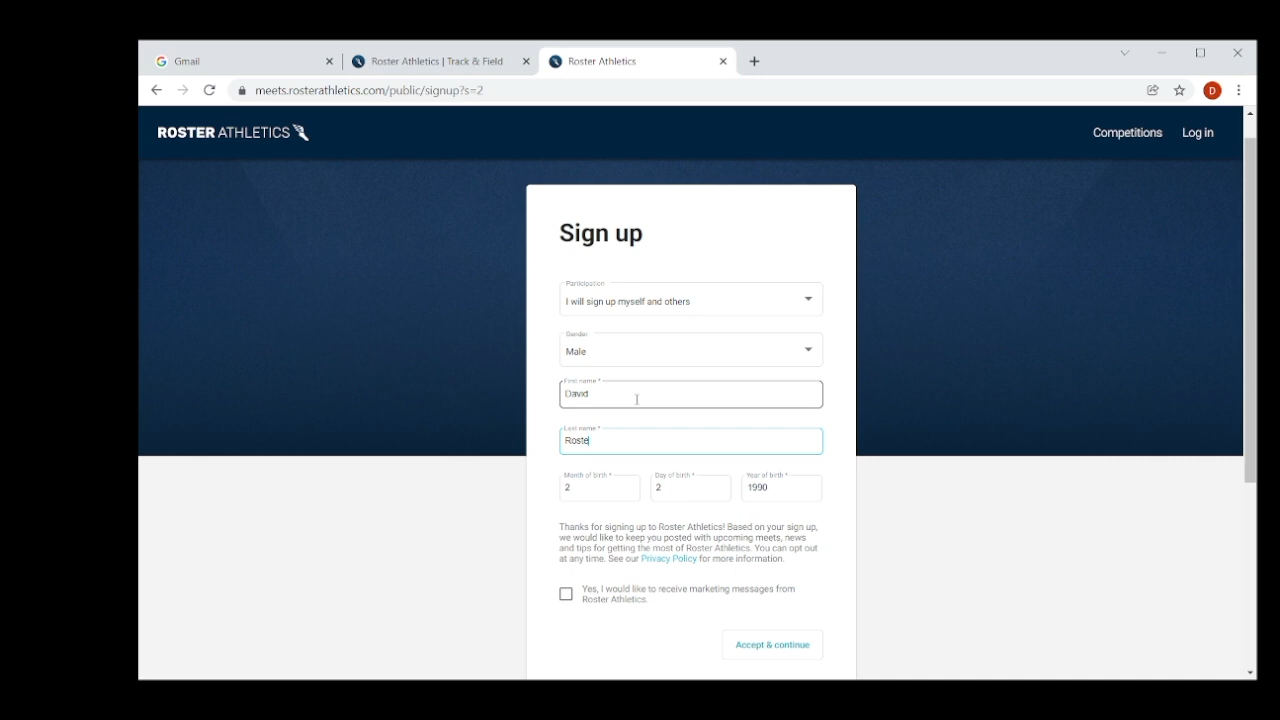 Gmail
Roster Athletics | Track & Field
Roster Athletics
meets.rosterathletics.com/public/signup?s=2
D
ROSTER ATHLETICS
Competitions
Log in
Sign up
Participation
I will sign up myself and others
Gender
Male
First name *
David
Last name *
Roste
Month of birth *
Day of birth *
Year of birth *
2
2
1990
Thanks for signing up to Roster Athletics! Based on your sign up,
we would like to keep you posted with upcoming meets, news
and tips for getting the most of Roster Athletics. You can opt out
at any time. See our Privacy Policy for more information.
Yes, I would like to receive marketing messages from
Roster Athletics.
Accept & continue